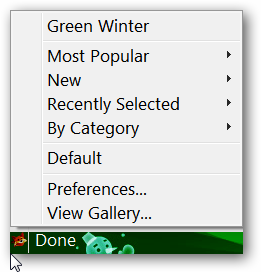 Green Winter
Most Popular
New
Recently Selected
By Category
Default
Preferences...
View Gallery...
Done